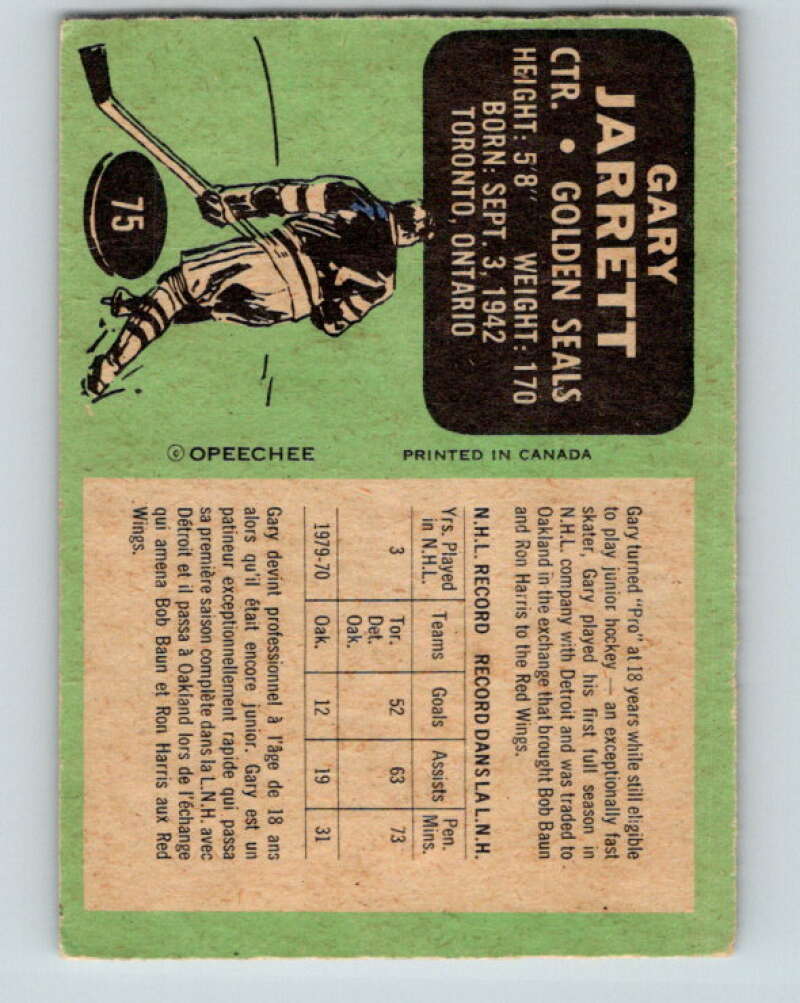 GARY
JARRETT
CTR. • GOLDEN SEALS
HEIGHT: 5'8" WEIGHT: 170
BORN: SEPT. 3, 1942
TORONTO, ONTARIO
75
© OPEECHEE
PRINTED IN CANADA
Gary turned "Pro" at 18 years while still eligible
to play junior hockey — an exceptionally fast
skater, Gary played his first full season in
N.H.L. company with Detroit and was traded to
Oakland in the exchange that brought Bob Baun
and Ron Harris to the Red Wings.
N.H.L. RECORD RECORD DANS LA L.N.H.
Yrs. Played in N.H.L. Teams Goals Assists Pen. Mins.
3 Tor. 52 63 73
Det.
Oak.
1979-70 Oak. 12 19 31
Gary devint professionnel à l'âge de 18 ans
alors qu'il était encore junior. Gary est un
patineur exceptionnellement rapide qui passa
sa première saison complète dans la L.N.H. avec
Détroit et il passa à Oakland lors de l'échange
qui amena Bob Baun et Ron Harris aux Red
Wings.